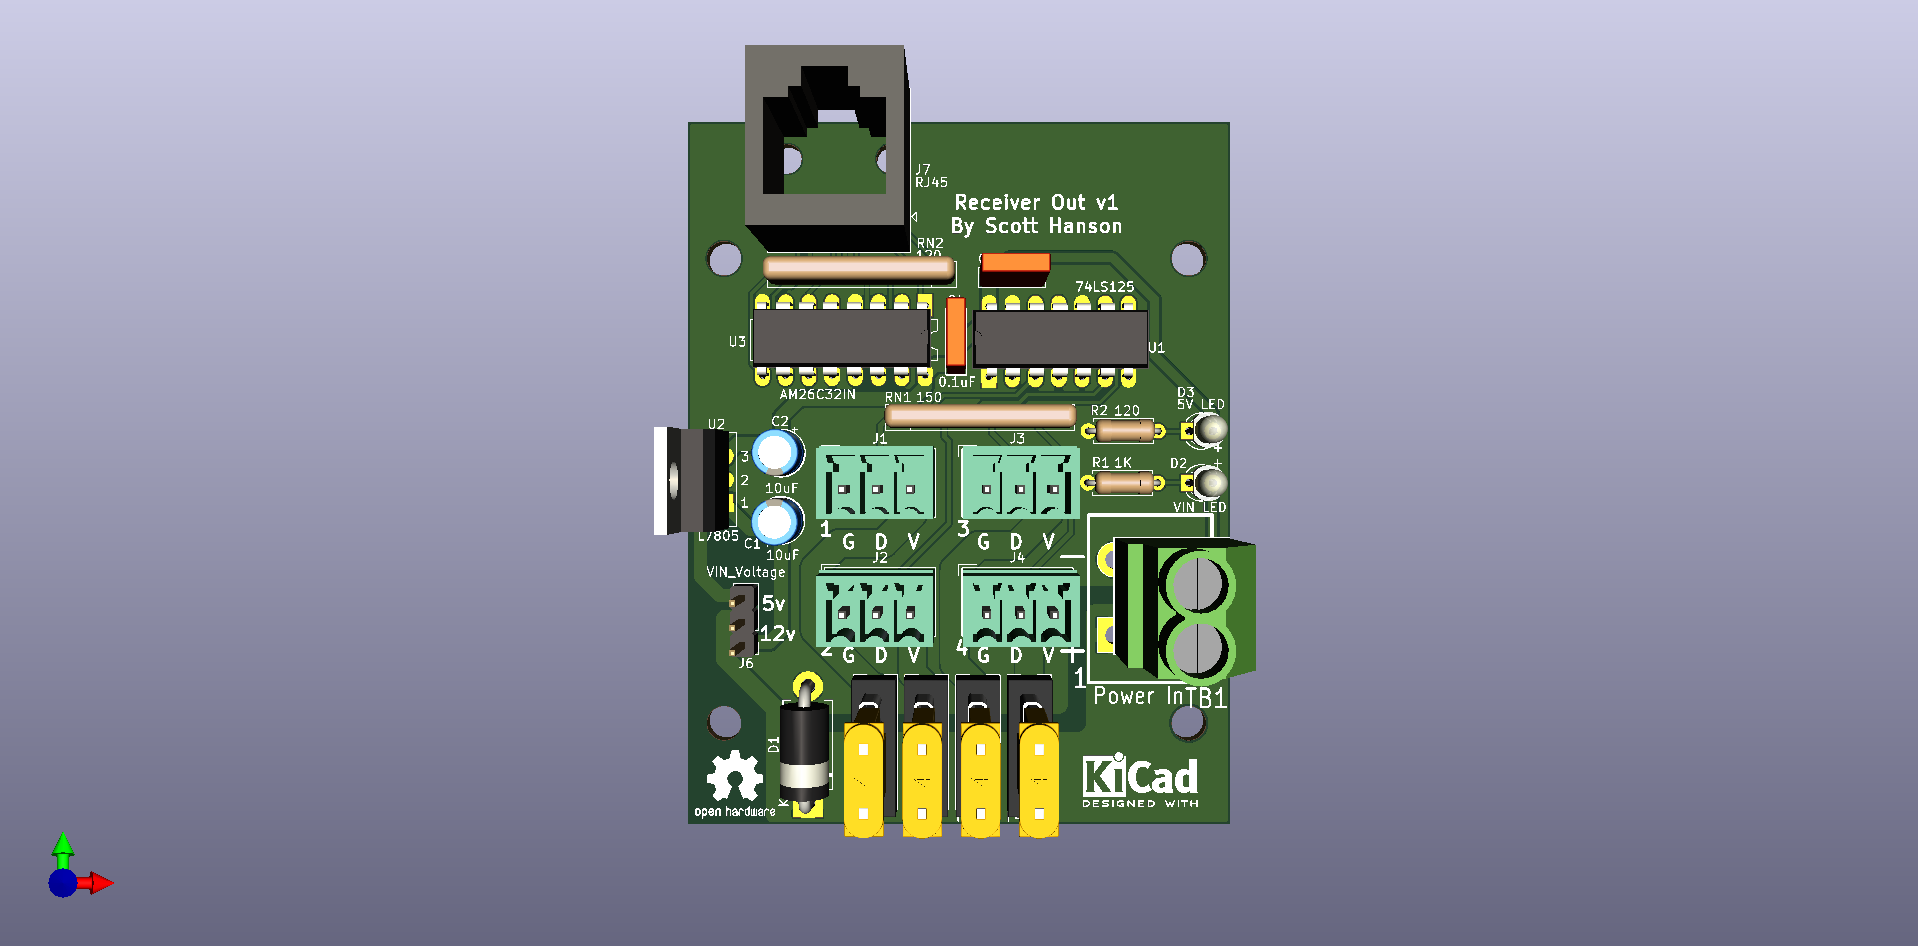 J7
RJ45
Receiver Out v1
By Scott Hanson
RN2
120
74LS125
U3
U1
0.1uF
AM26C32IN
RN1 150
D3
5V LED
R2 120
C2
U2
J1
J3
3
2
1
R1 1K
D2
10uF
VIN LED
L7805
C1
10uF
1
G D V
3
G D V
J2
J4
VIN_Voltage
5v
12v
J6
2
G D V
4
G D V
1
Power In
TB1
D1
K
open hardware
KiCad
DESIGNED WITH